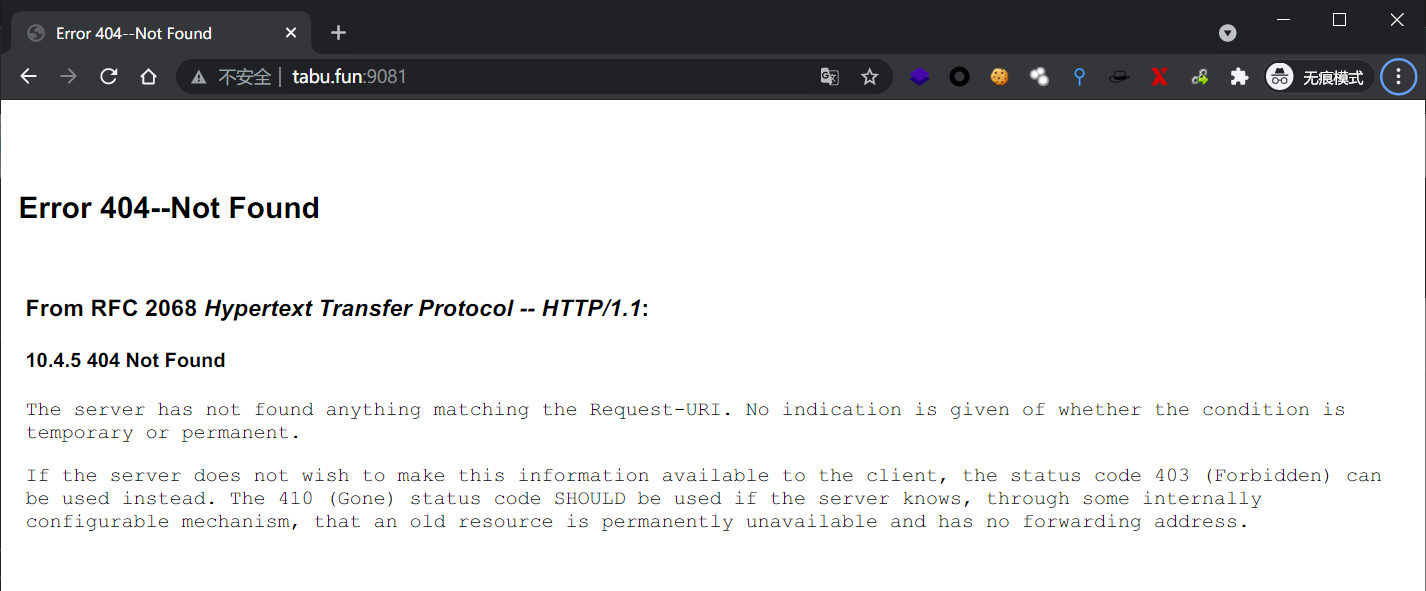 Error 404--Not Found
不安全 | tabu.fun:9081
无痕模式
Error 404--Not Found
From RFC 2068 Hypertext Transfer Protocol -- HTTP/1.1:
10.4.5 404 Not Found
The server has not found anything matching the Request-URI. No indication is given of whether the condition is
temporary or permanent.
If the server does not wish to make this information available to the client, the status code 403 (Forbidden) can
be used instead. The 410 (Gone) status code SHOULD be used if the server knows, through some internally
configurable mechanism, that an old resource is permanently unavailable and has no forwarding address.